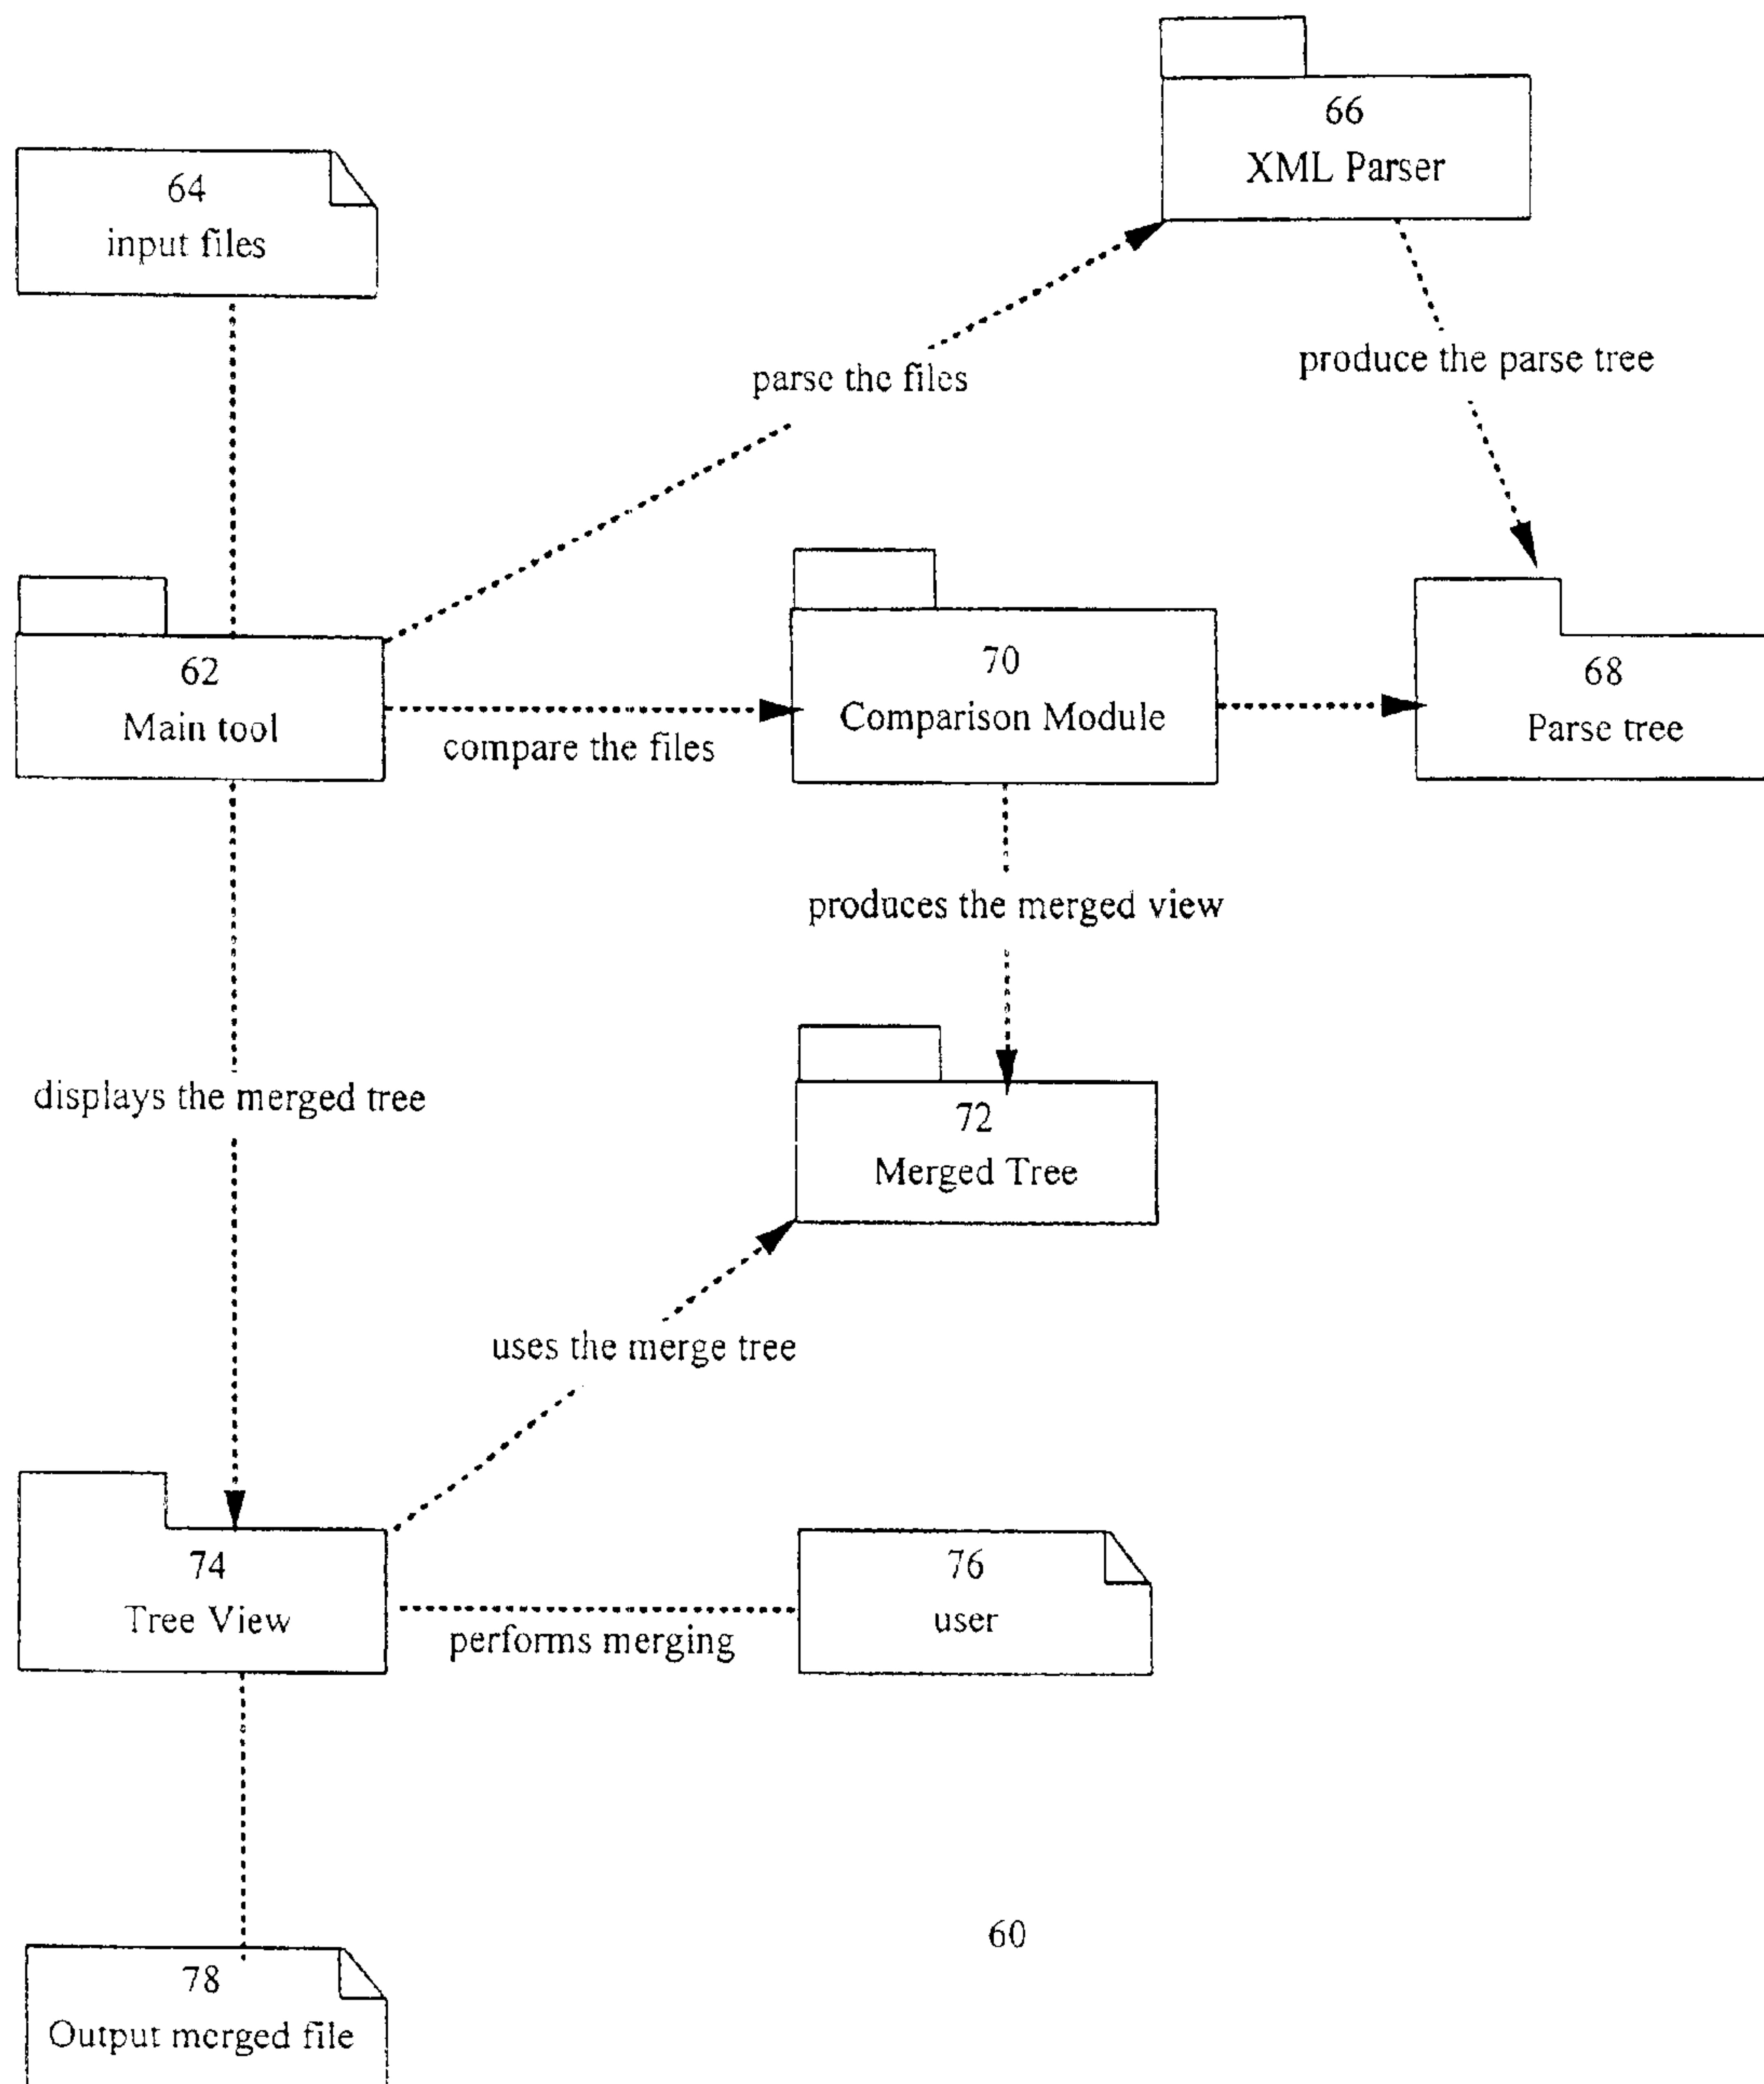 66
XML Parser
64
input files
parse the files
produce the parse tree
62
Main tool
compare the files
70
Comparison Module
68
Parse tree
produces the merged view
displays the merged tree
72
Merged Tree
uses the merge tree
74
Tree View
performs merging
76
user
60
78
Output merged file